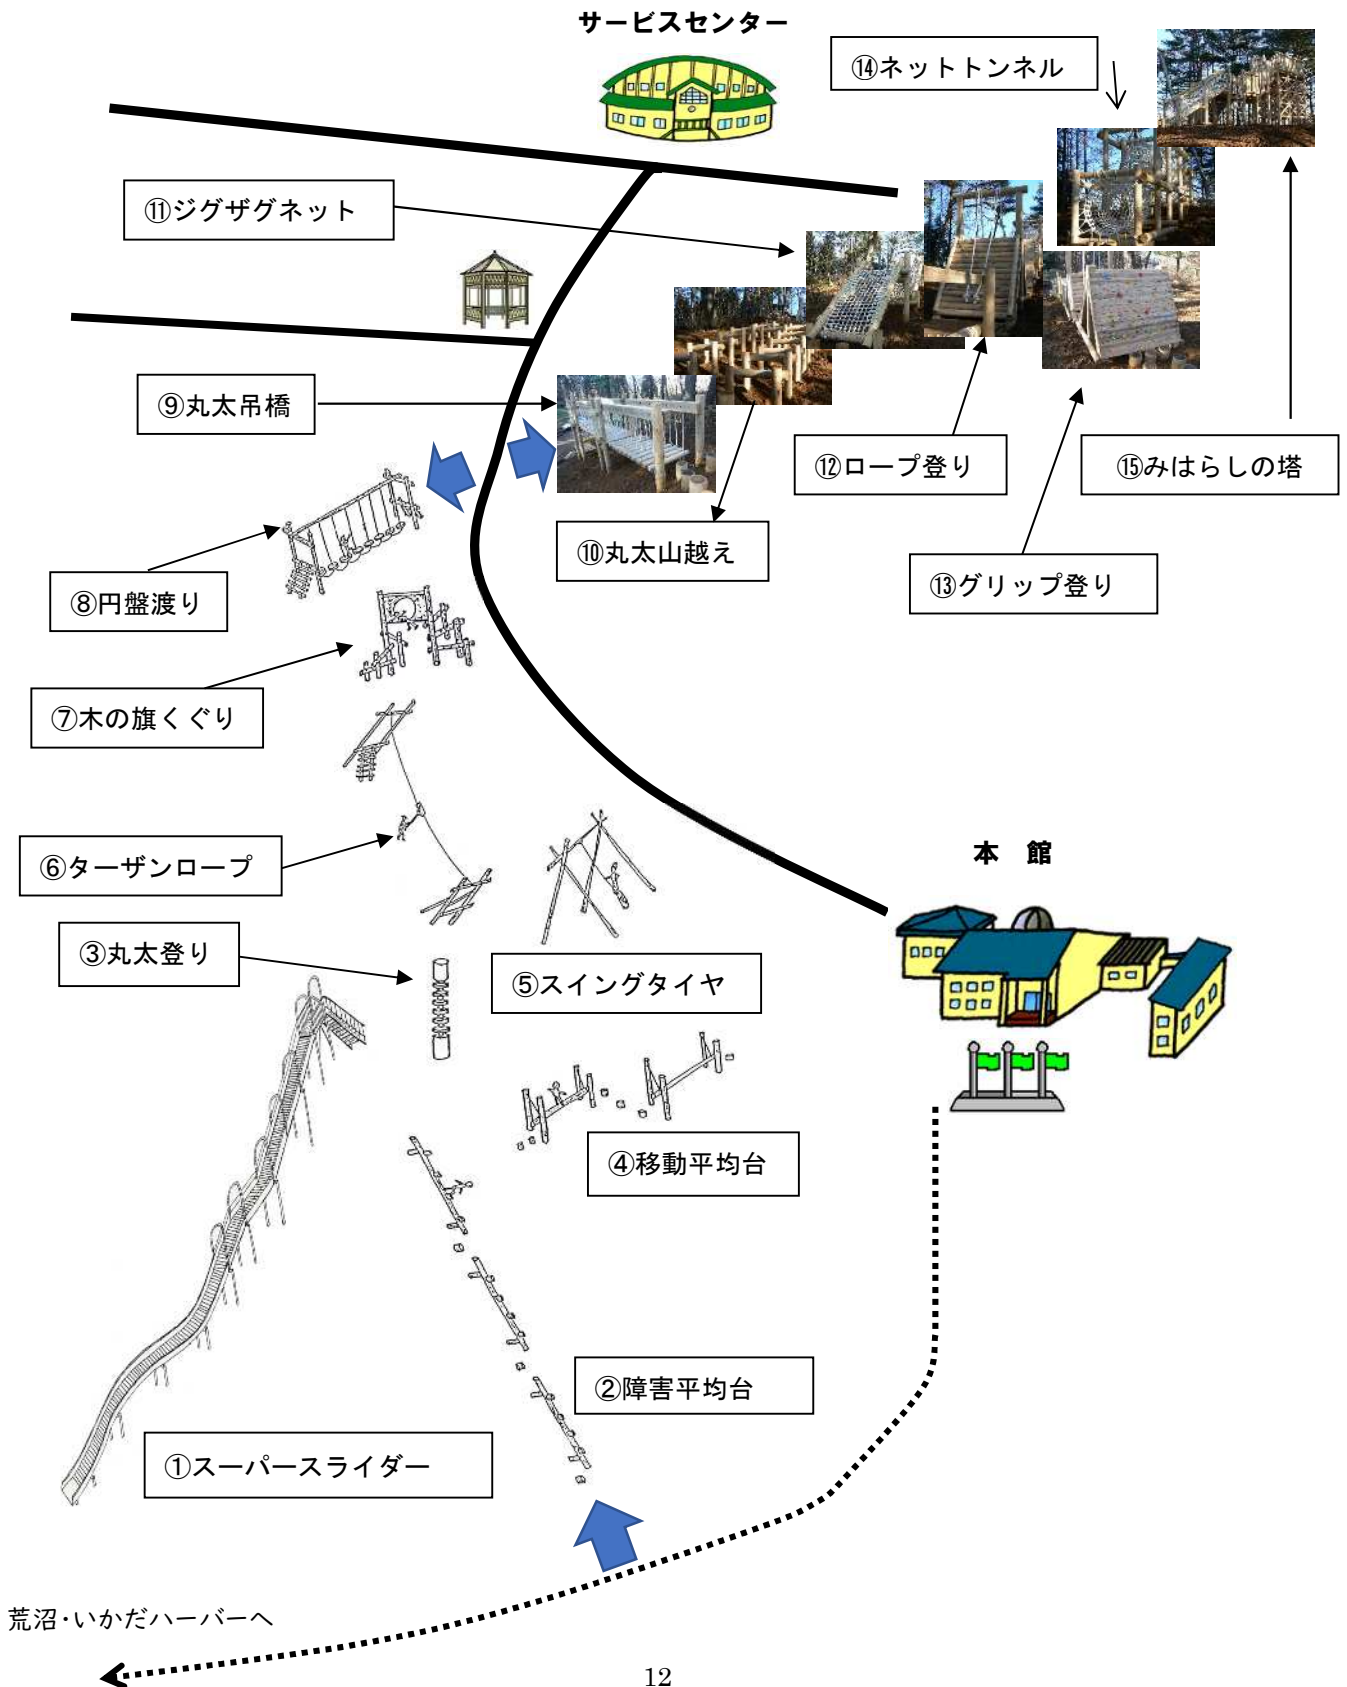 サービスセンター
⑭ネットトンネル
⑪ジグザグネット
⑨丸太吊橋
⑫ロープ登り
⑮みはらしの塔
⑩丸太山越え
⑬グリップ登り
⑧円盤渡り
⑦木の旗くぐり
⑥ターザンロープ
本 館
③丸太登り
⑤スイングタイヤ
④移動平均台
②障害平均台
①スーパースライダー
荒沼・いかだハーバーへ
12